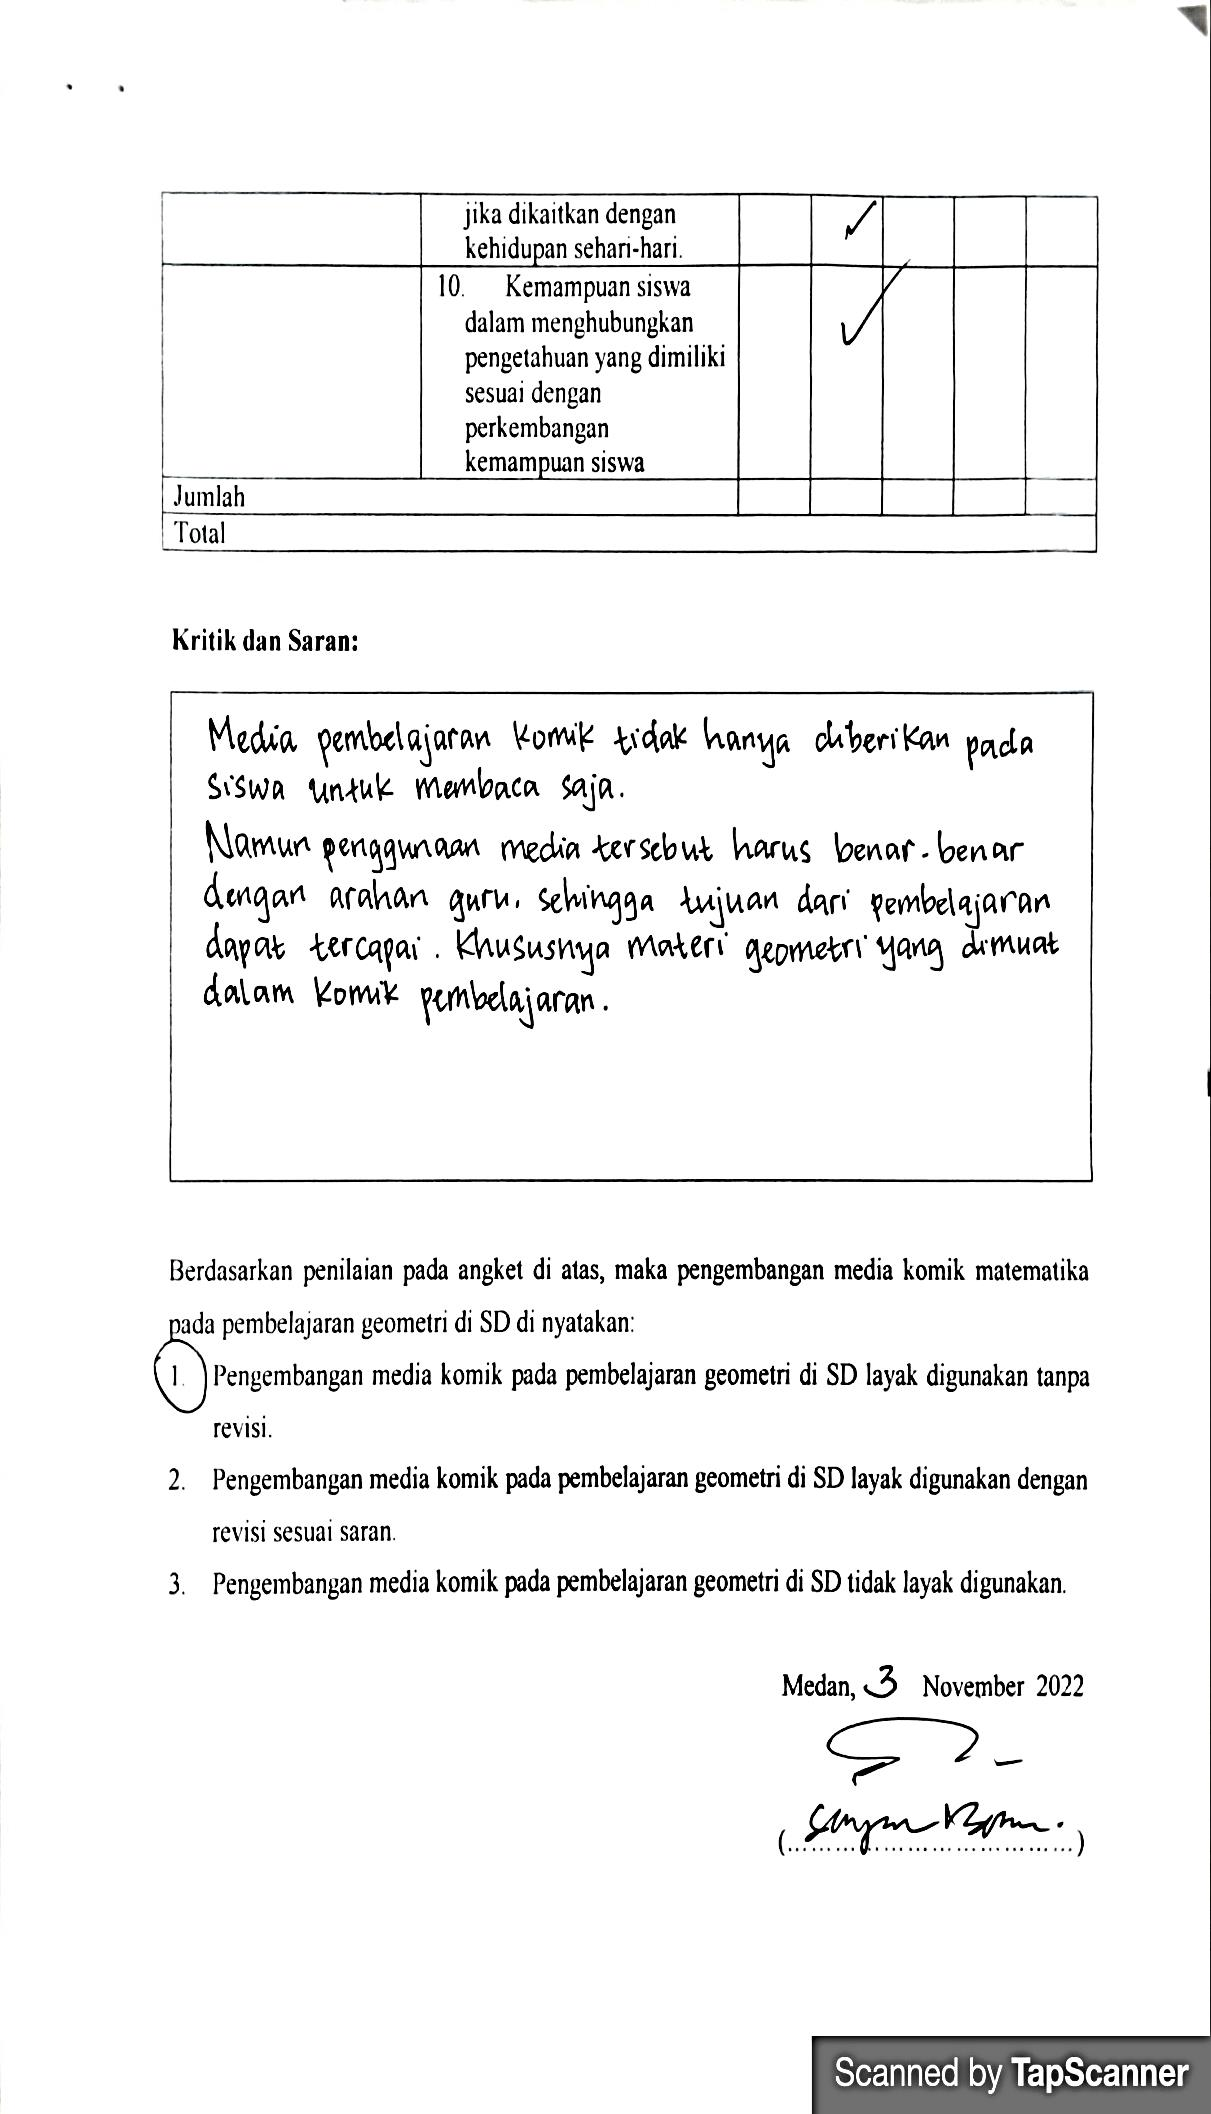 jika dikaitkan dengan
kehidupan sehari-hari.
10. Kemampuan siswa
dalam menghubungkan
pengetahuan yang dimiliki
sesuai dengan
perkembangan
kemampuan siswa
Jumlah
Total
Kritik dan Saran:
Media pembelajaran komik tidak hanya diberikan pada
siswa untuk membaca saja.
Namun penggunaan media tersebut harus benar-benar
dengan arahan guru, sehingga tujuan dari pembelajaran
dapat tercapai. Khususnya materi geometri yang dimuat
dalam komik pembelajaran.
Berdasarkan penilaian pada angket di atas, maka pengembangan media komik matematika
pada pembelajaran geometri di SD di nyatakan:
1. Pengembangan media komik pada pembelajaran geometri di SD layak digunakan tanpa
revisi.
2. Pengembangan media komik pada pembelajaran geometri di SD layak digunakan dengan
revisi sesuai saran.
3. Pengembangan media komik pada pembelajaran geometri di SD tidak layak digunakan.
Medan, 3 November 2022
Scanned by TapScanner